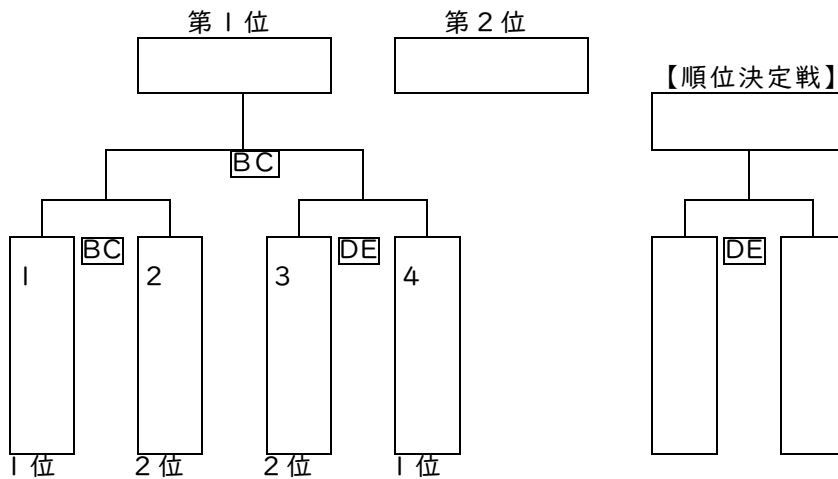 第1位 第2位
【順位決定戦】
BC
BC DE DE
1 2 3 4
1位 2位 2位 1位